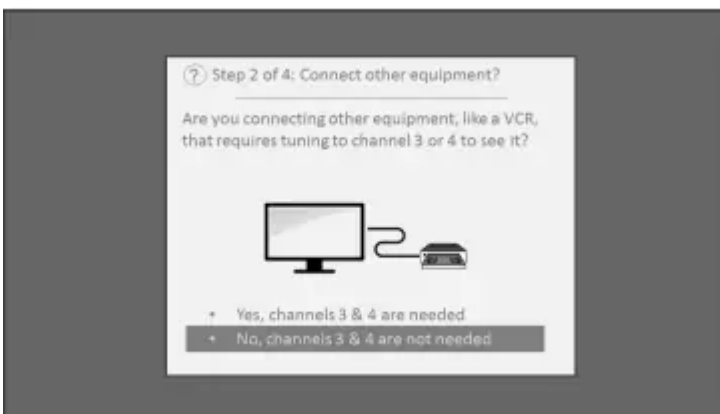 ? Step 2 of 4: Connect other equipment?
Are you connecting other equipment, like a VCR,
that requires tuning to channel 3 or 4 to see it?
• Yes, channels 3 & 4 are needed
• No, channels 3 & 4 are not needed